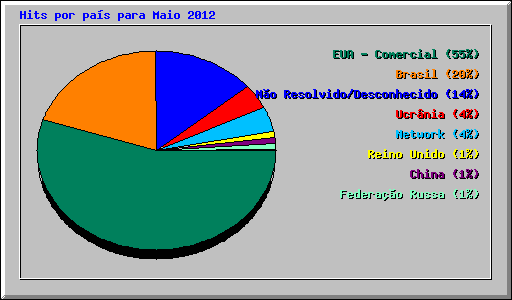 Hits por país para Maio 2012
EUA - Comercial (55%)
Brasil (20%)
Não Resolvido/Desconhecido (14%)
Ucrânia (4%)
Network (4%)
Reino Unido (1%)
China (1%)
Federação Russa (1%)